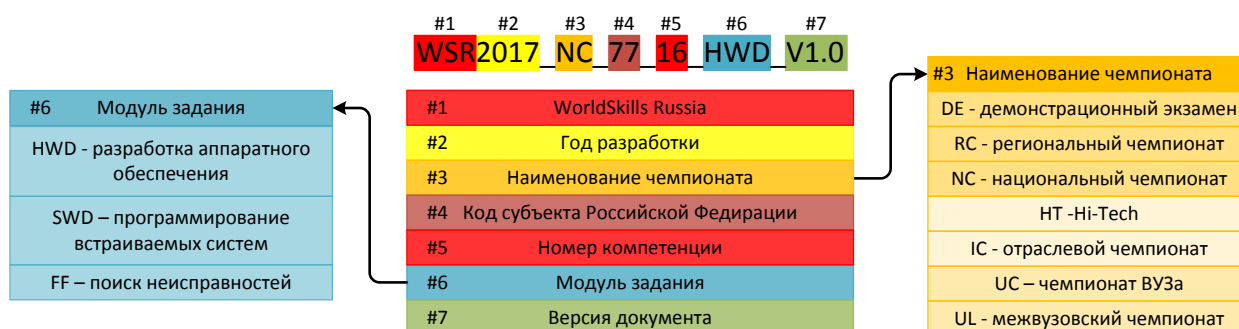 #1 #2 #3 #4 #5 #6 #7
WSR2017_NC_77_16_HWD_V1.0
#6 Модуль задания
HWD - разработка аппаратного
обеспечения
SWD – программирование
встраиваемых систем
FF – поиск неисправностей
#1 WorldSkills Russia
#2 Год разработки
#3 Наименование чемпионата
#4 Код субъекта Российской Федирации
#5 Номер компетенции
#6 Модуль задания
#7 Версия документа
#3 Наименование чемпионата
DE - демонстрационный экзамен
RC - региональный чемпионат
NC - национальный чемпионат
HT -Hi-Tech
IC - отраслевой чемпионат
UC – чемпионат ВУЗа
UL - межвузовский чемпионат